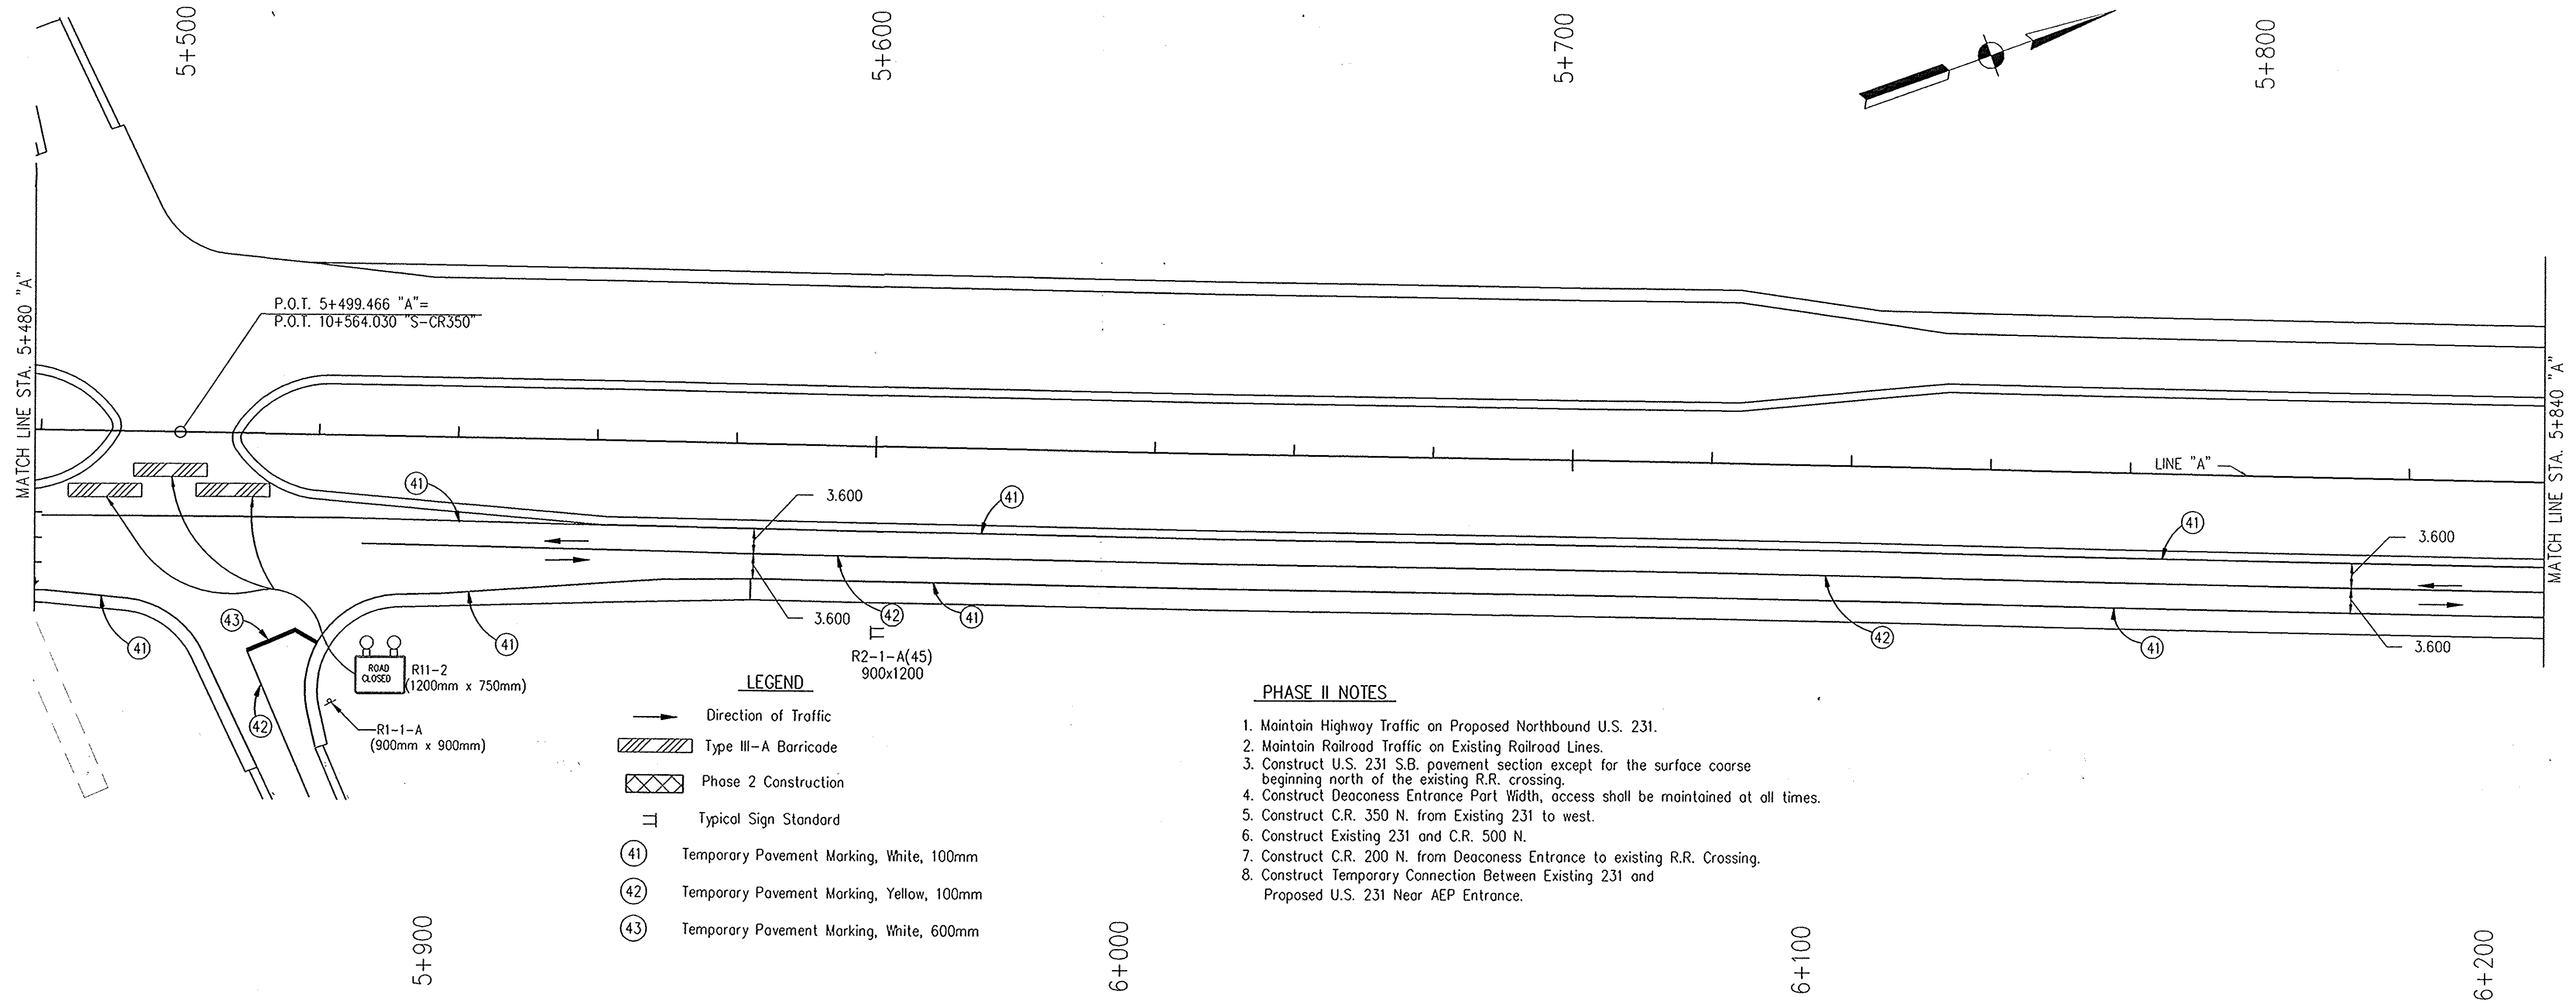 5+500
5+600
5+700
5+800
MATCH LINE STA. 5+480 "A"
P.O.T. 5+499.466 "A"=
P.O.T. 10+564.030 "S-CR350"
LINE "A"
MATCH LINE STA. 5+840 "A"
41
3.600
41
41
3.600
43
41
41
3.600
42
41
42
41
3.600
ROAD
CLOSED
R11-2
(1200mm x 750mm)
R2-1-A(45)
900x1200
42
R1-1-A
(900mm x 900mm)
LEGEND
Direction of Traffic
Type III-A Barricade
Phase 2 Construction
Typical Sign Standard
41 Temporary Pavement Marking, White, 100mm
42 Temporary Pavement Marking, Yellow, 100mm
43 Temporary Pavement Marking, White, 600mm
PHASE II NOTES
1. Maintain Highway Traffic on Proposed Northbound U.S. 231.
2. Maintain Railroad Traffic on Existing Railroad Lines.
3. Construct U.S. 231 S.B. pavement section except for the surface coarse
beginning north of the existing R.R. crossing.
4. Construct Deaconess Entrance Part Width, access shall be maintained at all times.
5. Construct C.R. 350 N. from Existing 231 to west.
6. Construct Existing 231 and C.R. 500 N.
7. Construct C.R. 200 N. from Deaconess Entrance to existing R.R. Crossing.
8. Construct Temporary Connection Between Existing 231 and
Proposed U.S. 231 Near AEP Entrance.
5+900
6+000
6+100
6+200